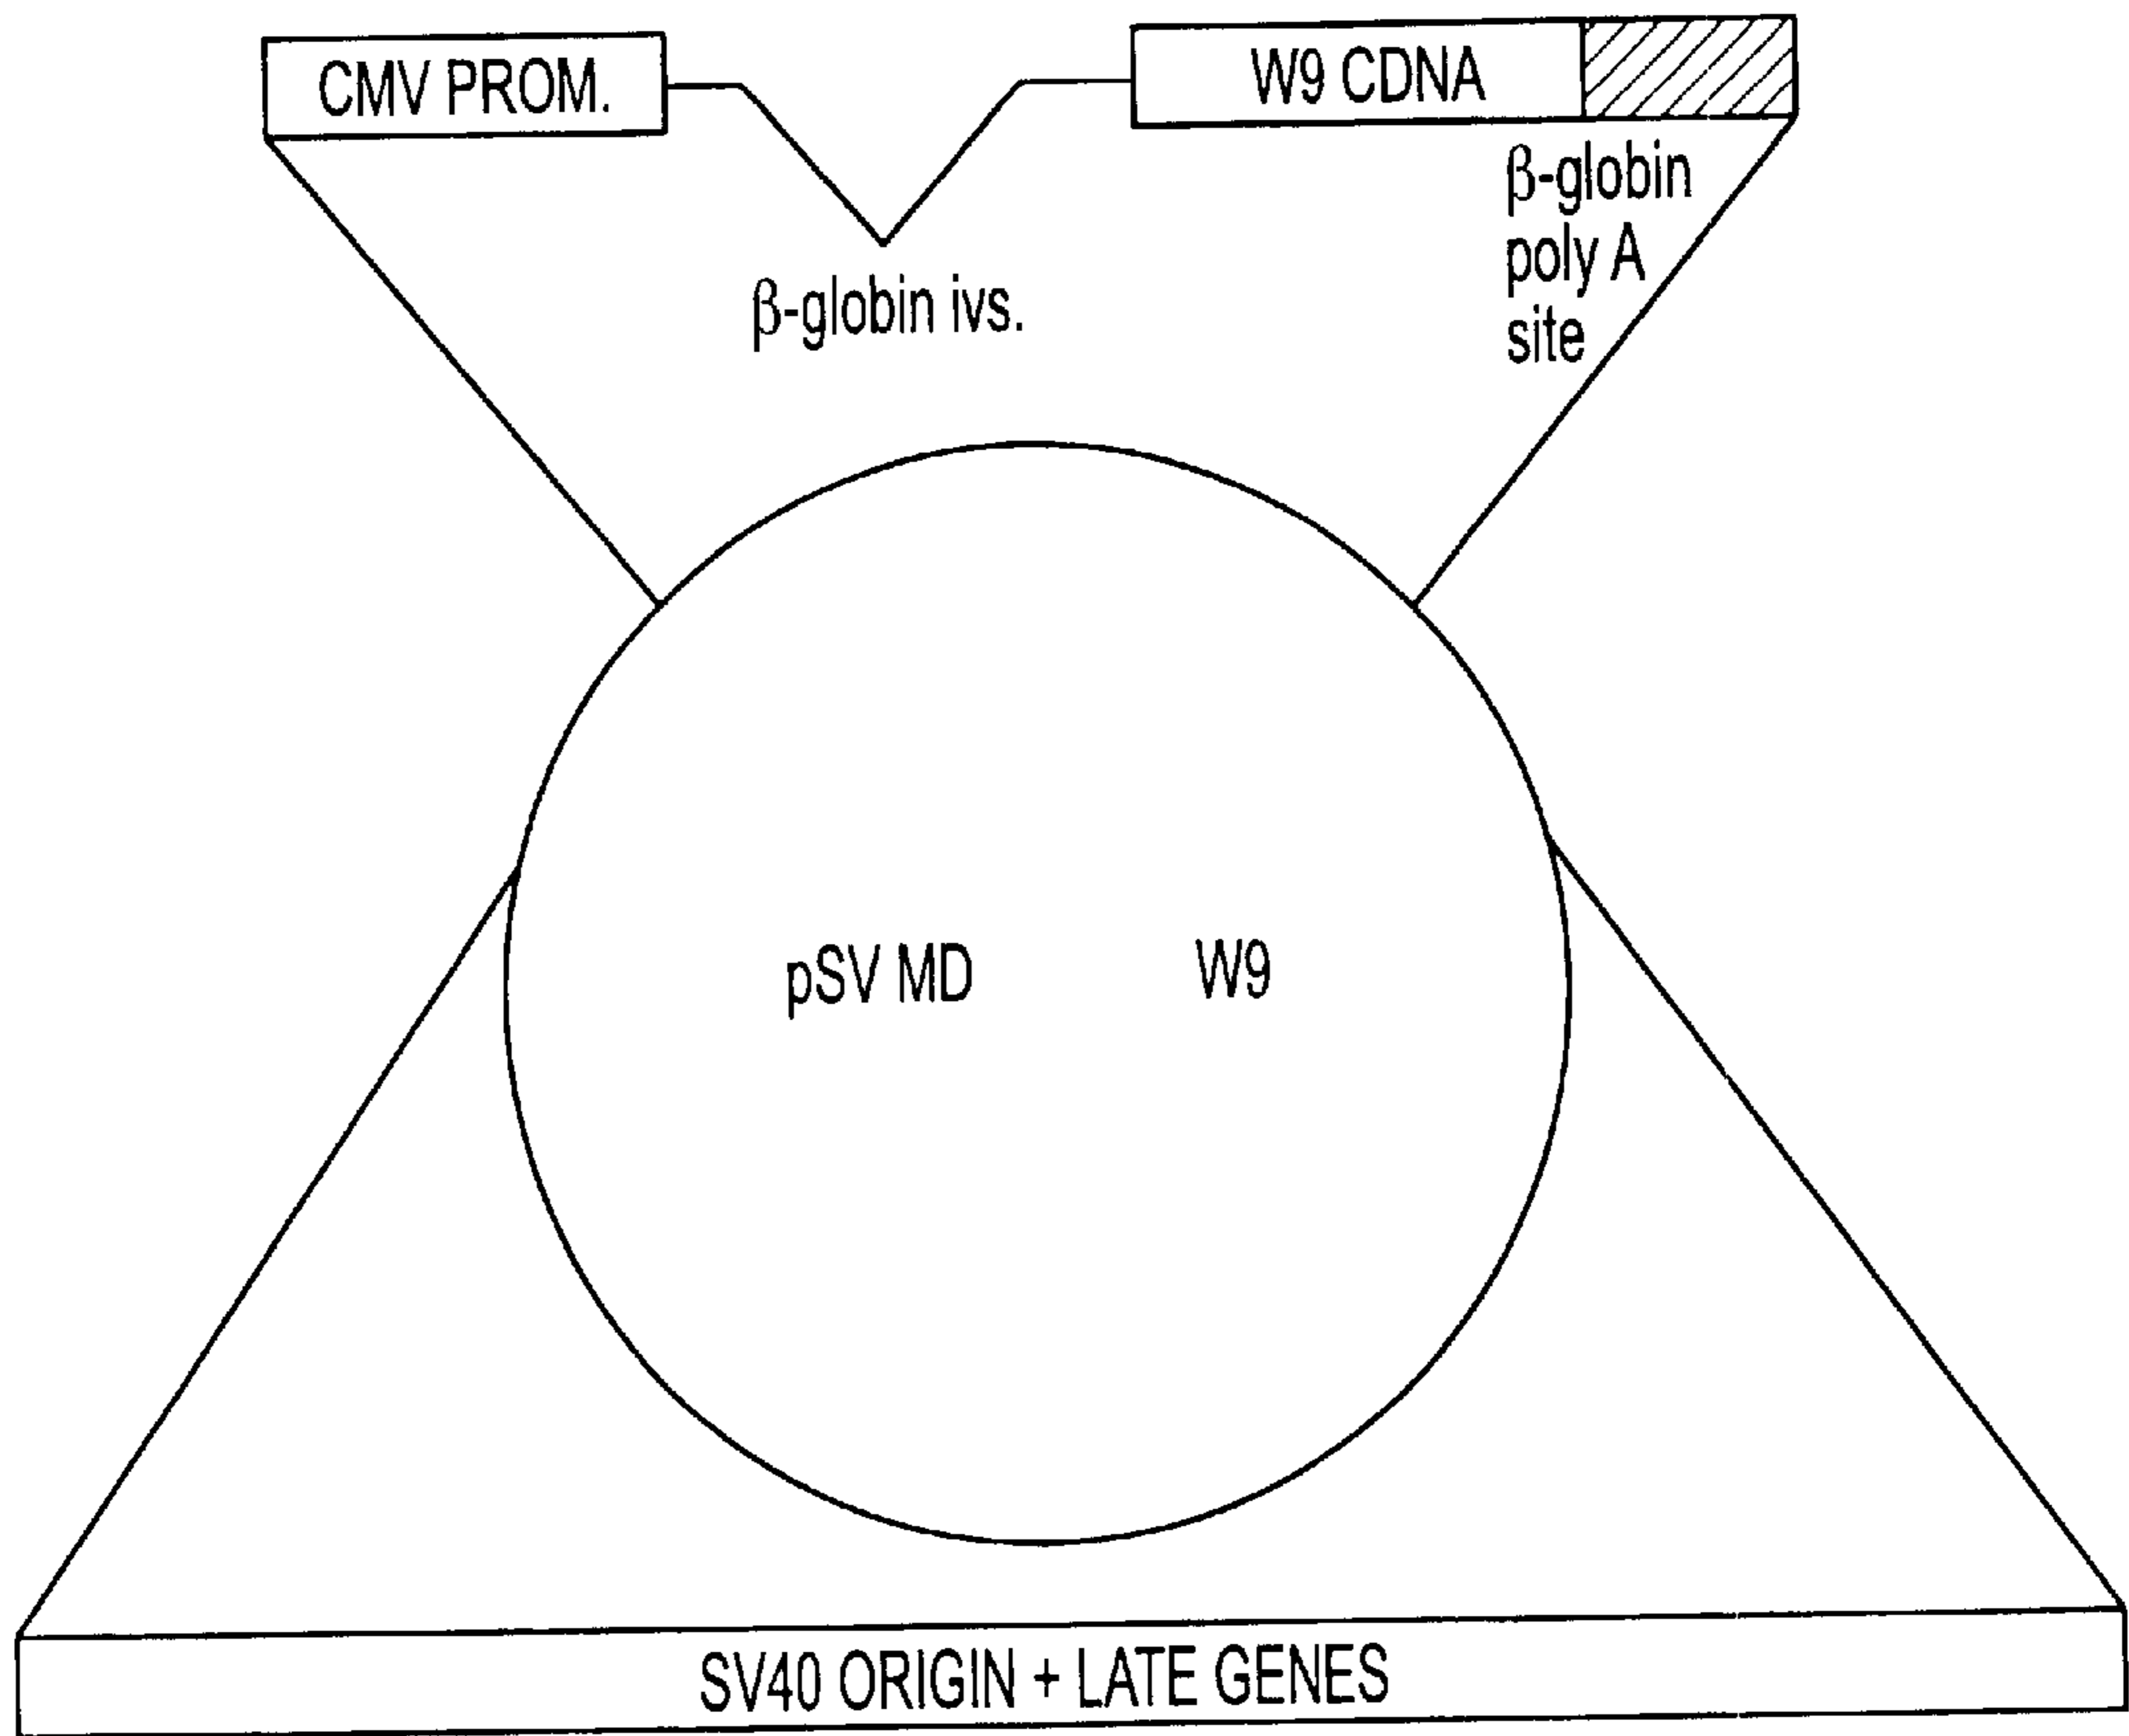 CMV PROM.
W9 CDNA
β-globin ivs.
β-globin
poly A
site
pSV MD W9
SV40 ORIGIN + LATE GENES